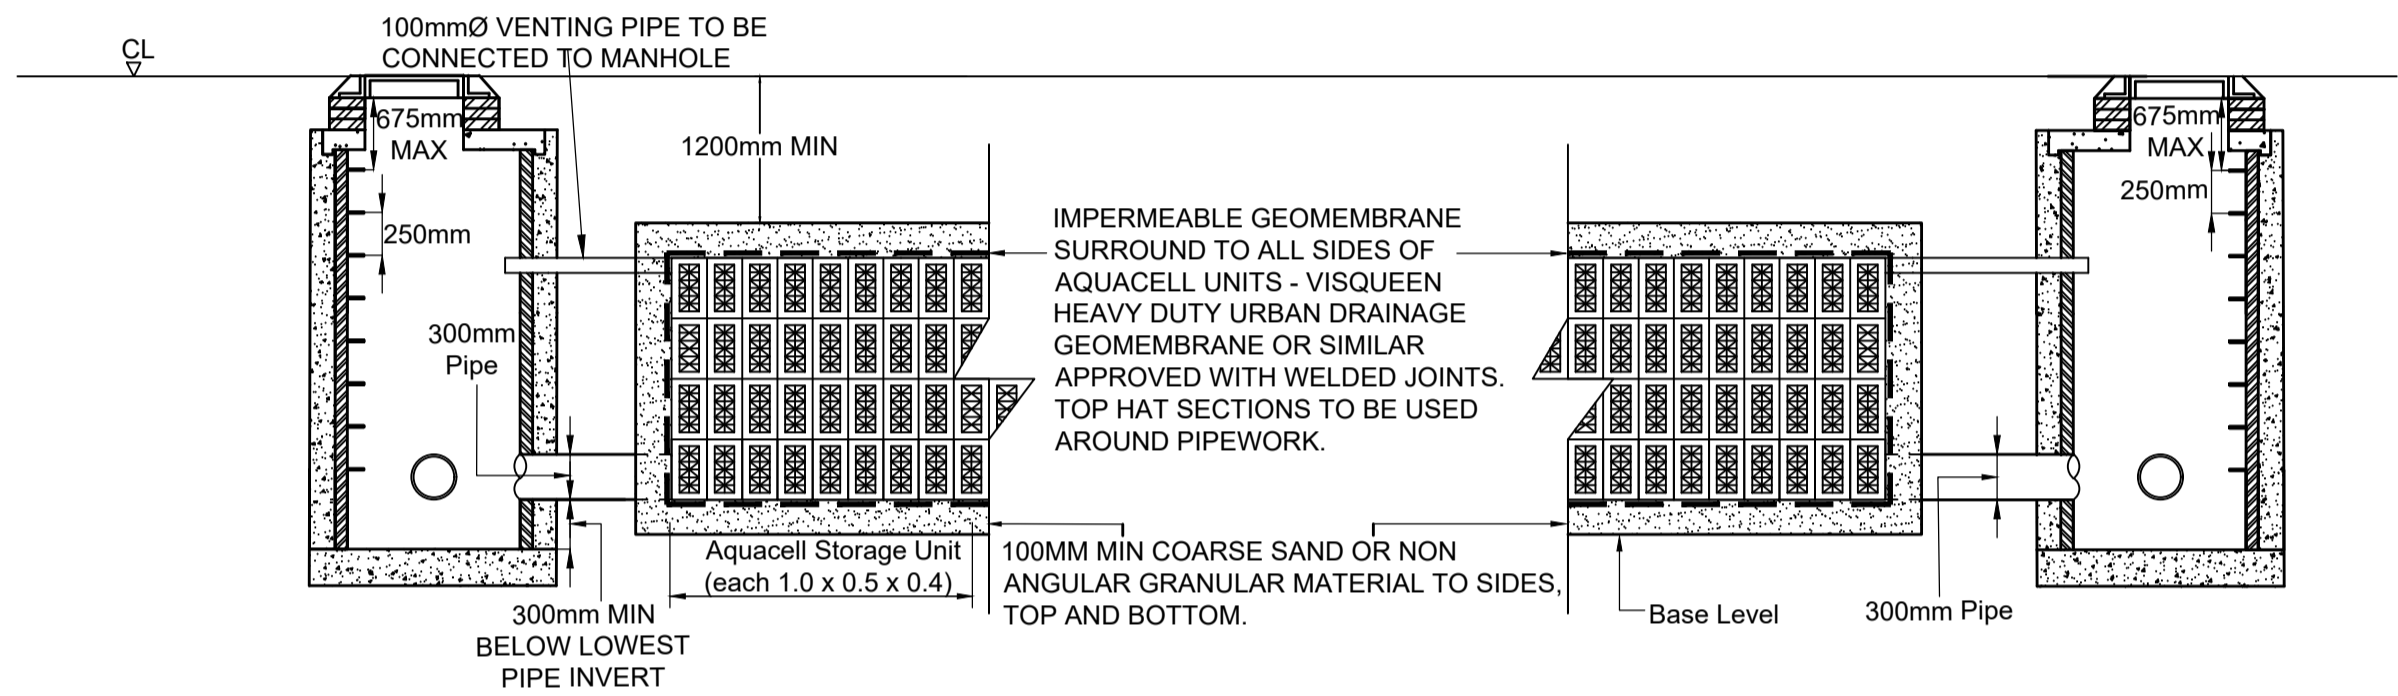 100mmØ VENTING PIPE TO BE
CONNECTED TO MANHOLE
CL
675mm
MAX
250mm
300mm
Pipe
1200mm MIN
IMPERMEABLE GEOMEMBRANE
SURROUND TO ALL SIDES OF
AQUACELL UNITS - VISQUEEN
HEAVY DUTY URBAN DRAINAGE
GEOMEMBRANE OR SIMILAR
APPROVED WITH WELDED JOINTS.
TOP HAT SECTIONS TO BE USED
AROUND PIPEWORK.
675mm
MAX
250mm
Aquacell Storage Unit
(each 1.0 x 0.5 x 0.4)
100MM MIN COARSE SAND OR NON
ANGULAR GRANULAR MATERIAL TO SIDES,
TOP AND BOTTOM.
300mm MIN
BELOW LOWEST
PIPE INVERT
Base Level
300mm Pipe